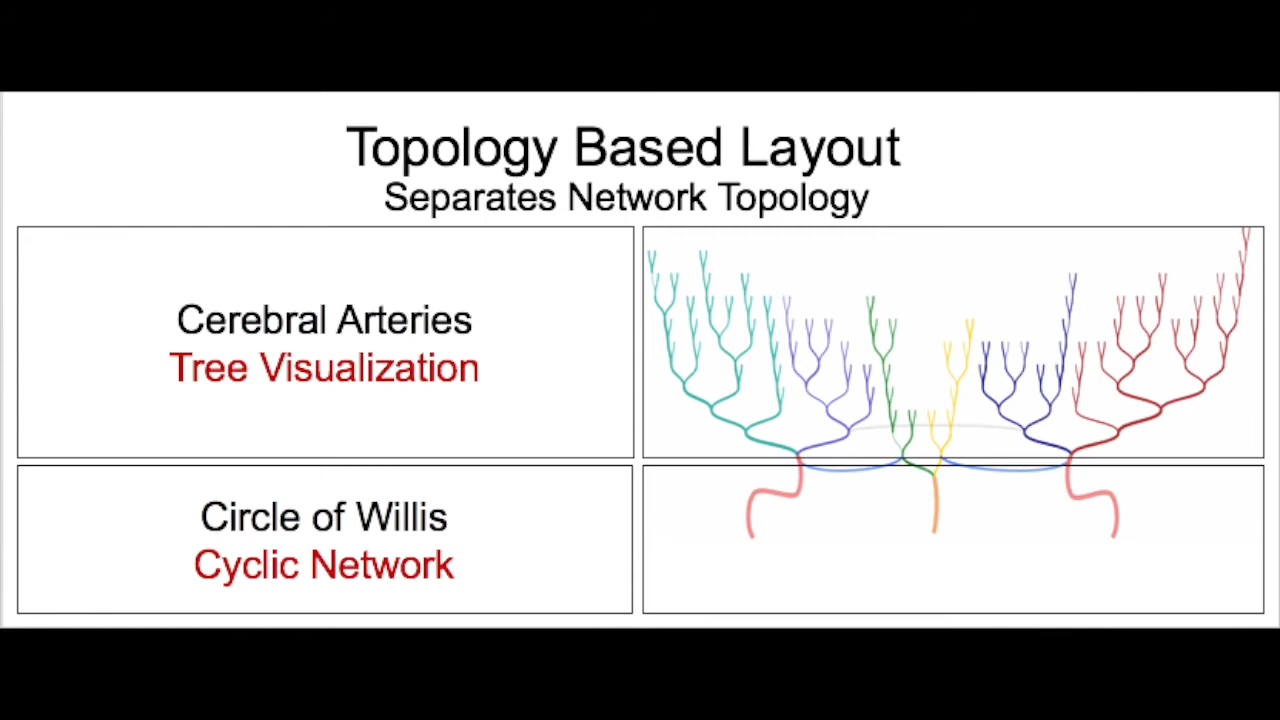 Topology Based Layout
Separates Network Topology
Cerebral Arteries
Tree Visualization
Circle of Willis
Cyclic Network